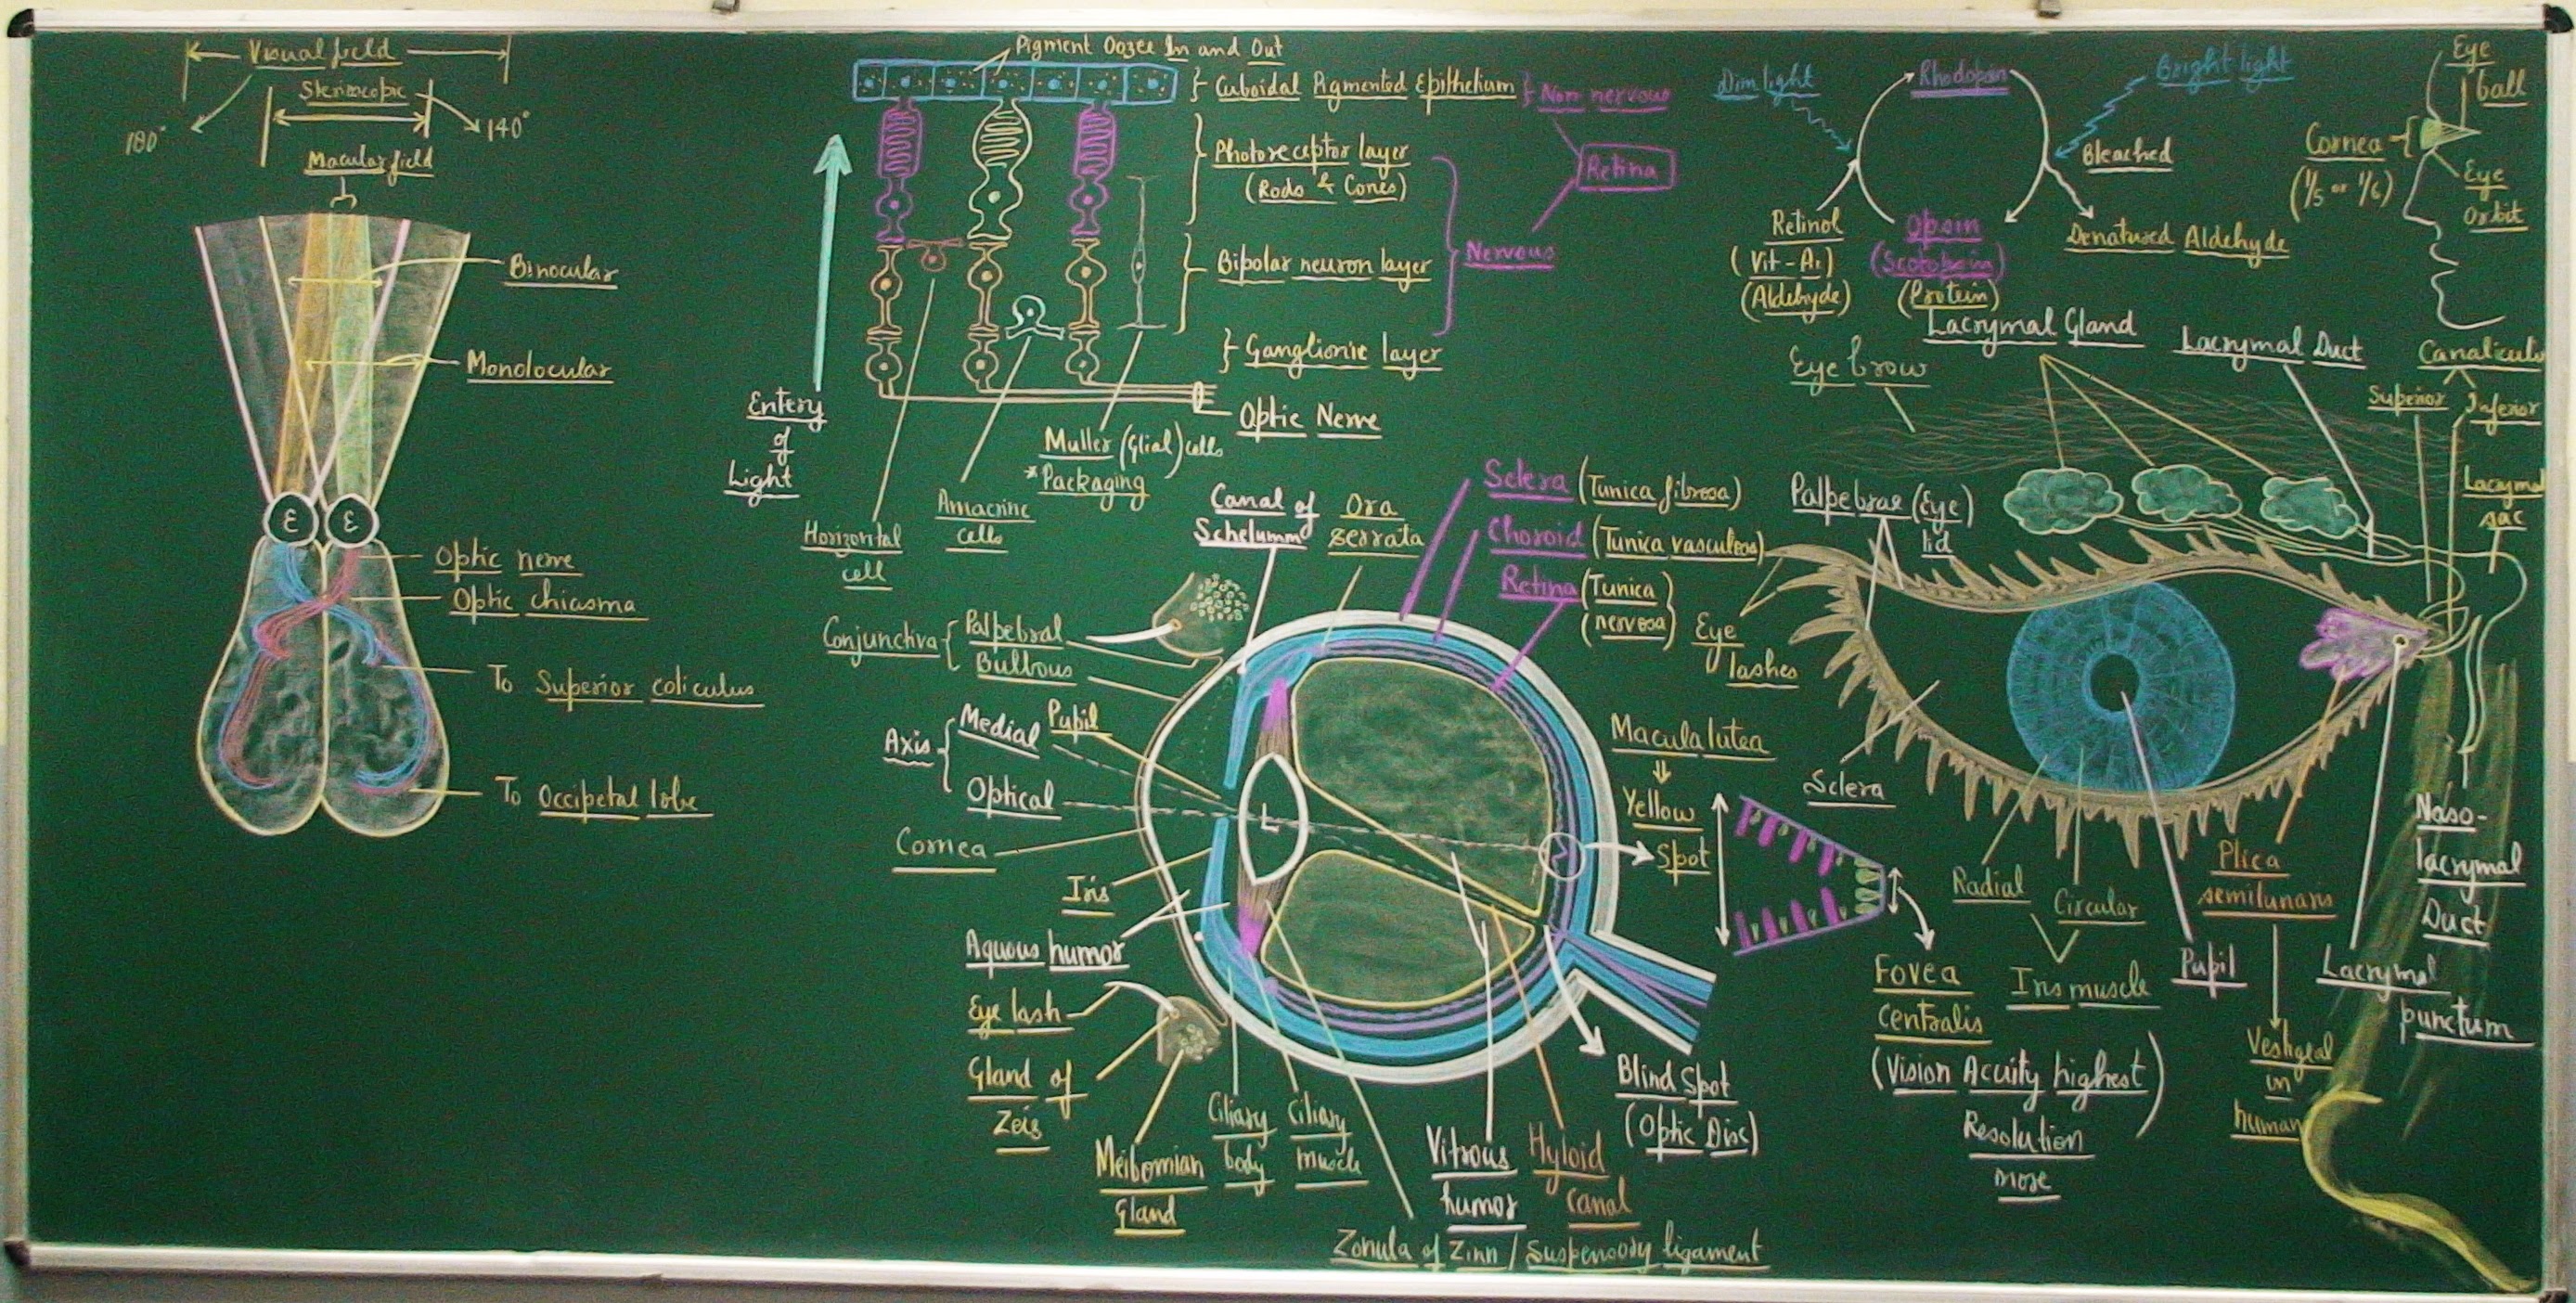 Visual field
Sterioscopic
180°
140°
Macular field
Binocular
Monolocular
Ɛ Ɛ
Optic nerve
Optic chiasma
To Superior coliculus
To Occipetal lobe
Pigment Oozee In and Out
Cuboidal Pigmented Epithelium
Non nervous
Photoreceptor layer
(Rods & Cones)
Retina
Nervous
Bipolar neuron layer
Ganglionic layer
Optic Nerve
Entery
of
Light
Muller (Glial) cells
*Packaging
Amacrine
cells
Horizontal
cell
Dim light
Rhodopsin
Bright light
Bleached
Retinol
(Vit-A₁)
(Aldehyde)
Opsin
(Scotopsin)
(Protein)
Denatured Aldehyde
Eye
ball
Cornea
(1/5 or 1/6)
Eye
Orbit
Canal of
Schelumm
Ora
serrata
Sclera (Tunica fibrosa)
Choroid (Tunica vasculosa)
Retina (Tunica
nervosa)
Conjunctiva
Palpebral
Bulbous
Axis
Medial
Pupil
Optical
L
Cornea
Iris
Aquous humor
Eye lash
Gland of
Zeis
Meibomian
Gland
Ciliary
body
Ciliary
muscle
Zonula of Zinn / Suspensory ligament
Vitrous
humor
Hyloid
canal
Blind Spot
(Optic Disc)
Macula lutea
Yellow
Spot
Fovea
centralis
(Vision Acuity highest)
Resolution
more
Lacrymal Gland
Lacrymal Duct
Eye brow
Canaliculi
Superior
Inferior
Lacrymal
sac
Palpebrae (Eye
lid)
Eye
lashes
Sclera
Radial
Circular
Iris muscle
Pupil
Plica
semilunaris
Vestigeal
in
human
Lacrymal
punctum
Naso-
lacrymal
Duct